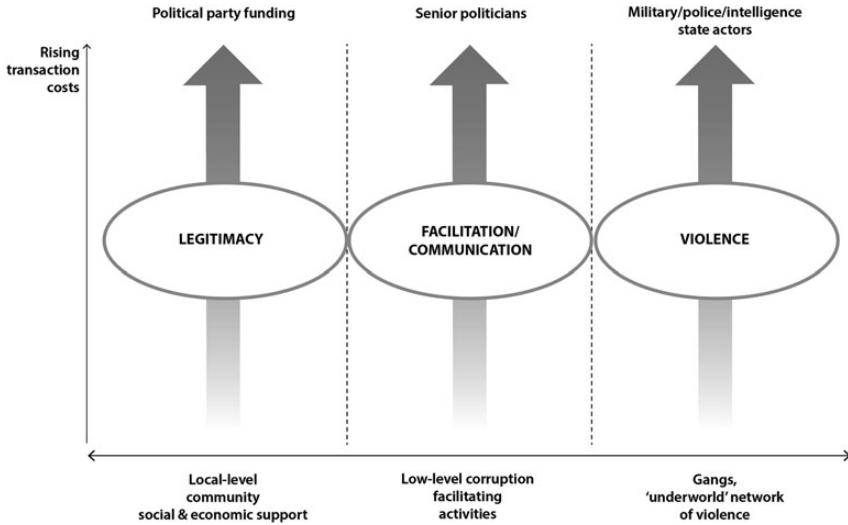 Political party funding
Senior politicians
Military/police/intelligence
state actors
Rising
transaction
costs
LEGITIMACY
FACILITATION/
COMMUNICATION
VIOLENCE
Local-level
community
social & economic support
Low-level corruption
facilitating
activities
Gangs,
‘underworld’ network
of violence